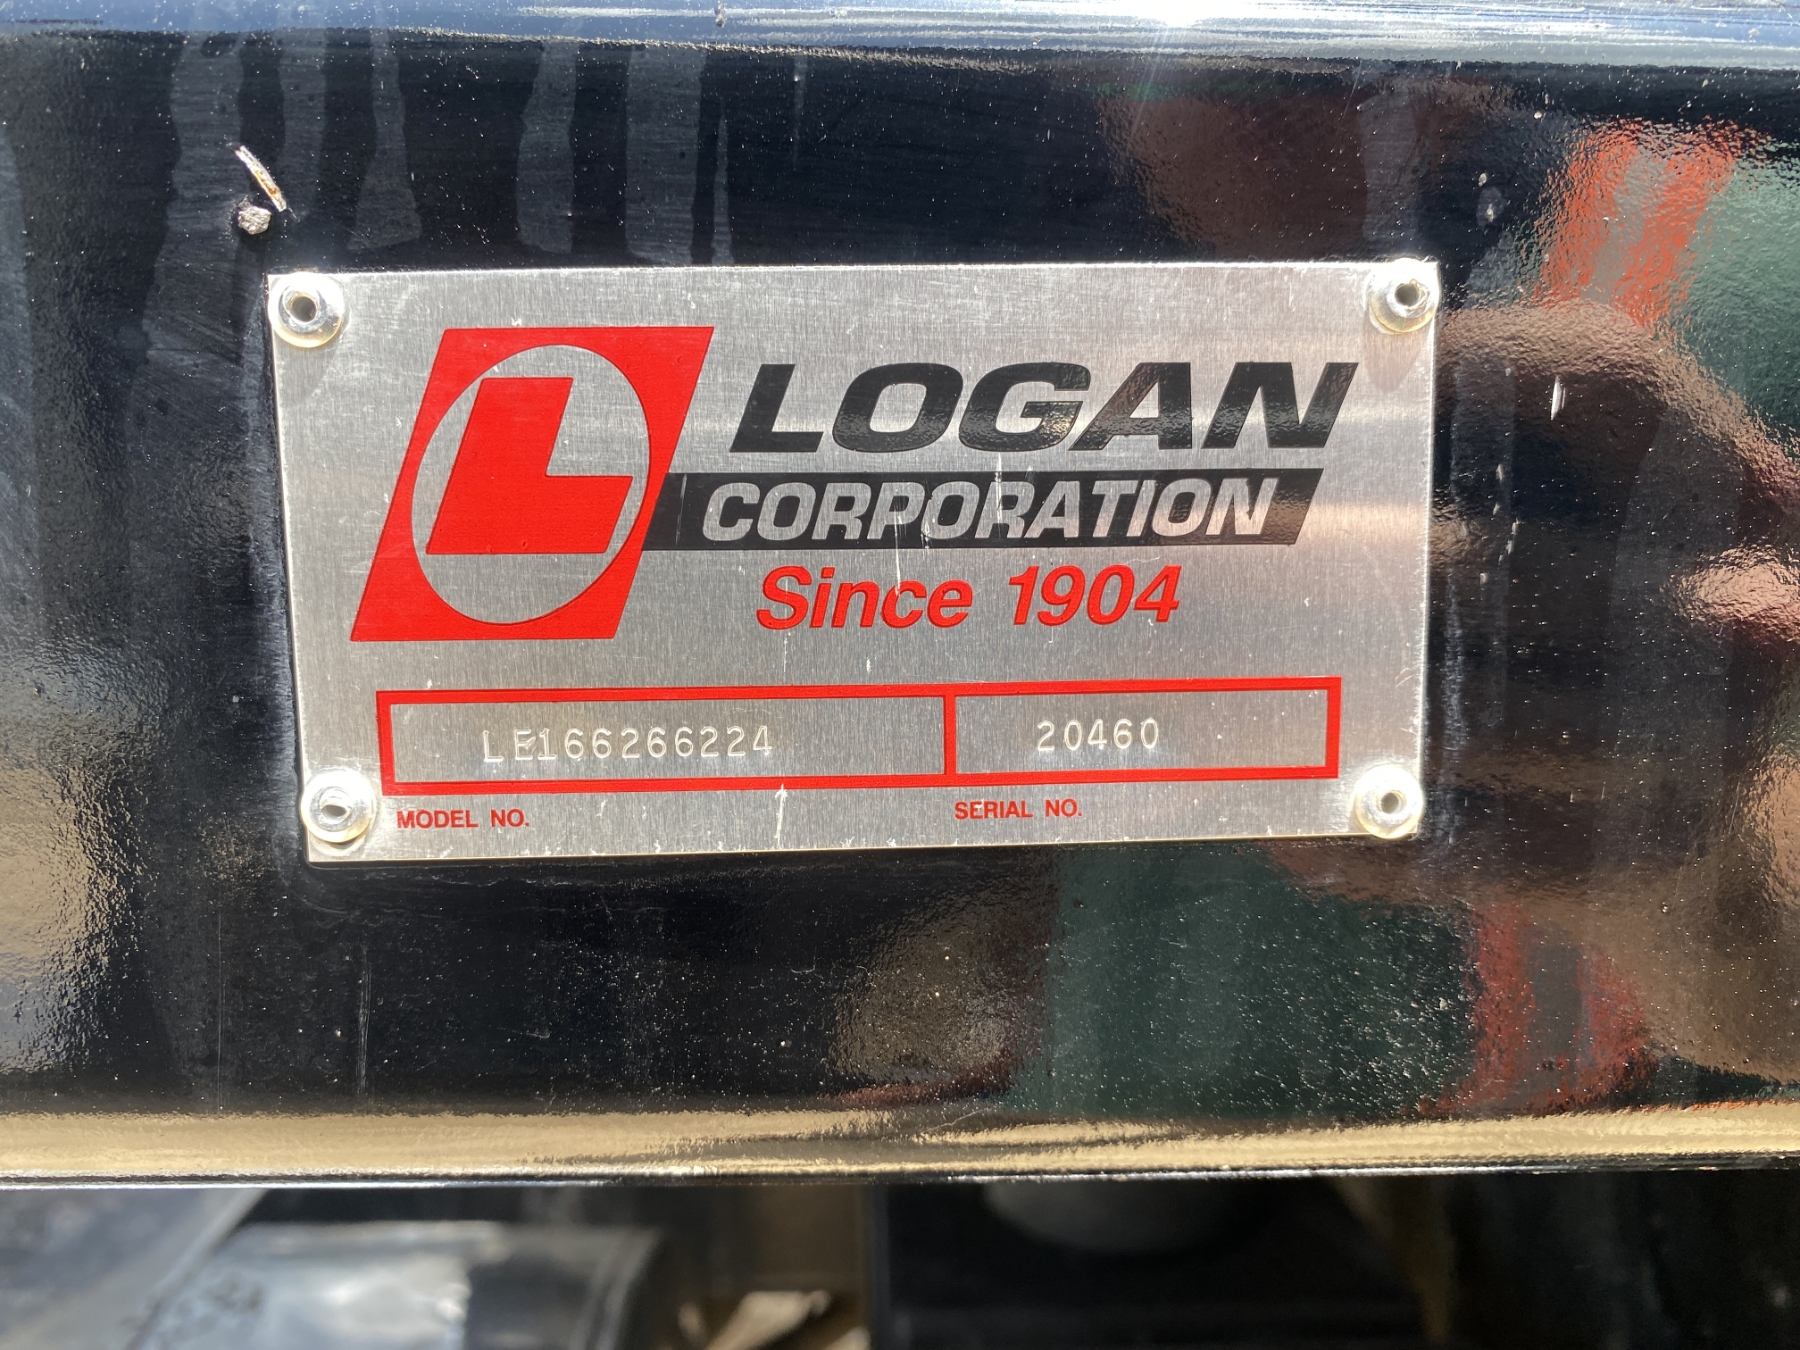 L
LOGAN
CORPORATION
Since 1904
LE166266224
20460
MODEL NO.
SERIAL NO.